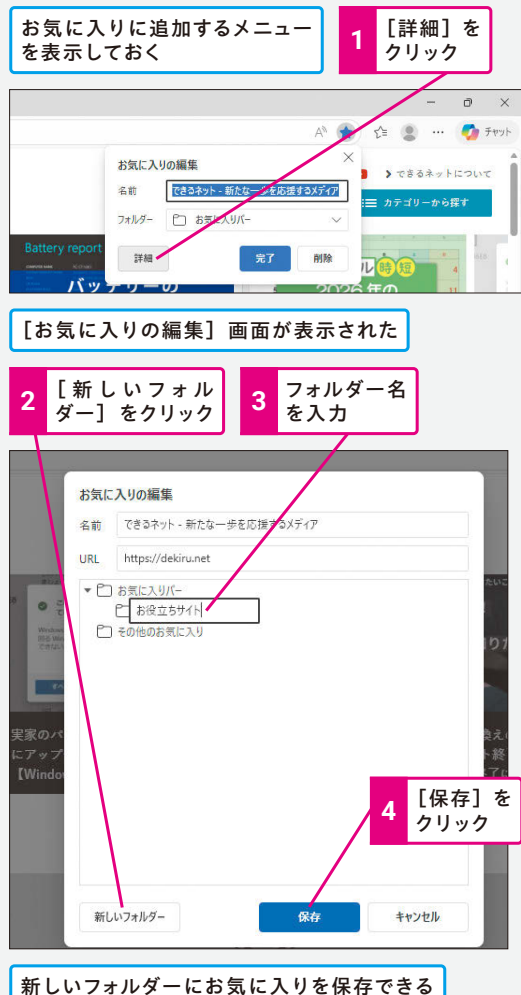 お気に入りに追加するメニュー
を表示しておく
1
［詳細］を
クリック
チャット
お気に入りの編集
できるネットについて
名前
できるネット - 新たな一歩を応援するメディア
カテゴリーから探す
フォルダー
お気に入りバー
Battery report
詳細
完了
削除
ル時短
バッテリーの
2026年の
［お気に入りの編集］画面が表示された
2
［新しいフォル
ダー］をクリック
3
フォルダー名
を入力
お気に入りの編集
名前
できるネット - 新たな一歩を応援するメディア
URL
https://dekiru.net
お気に入りバー
お役立ちサイト
その他のお気に入り
実家のパ
にアップ
【Windo
4
［保存］を
クリック
新しいフォルダー
保存
キャンセル
新しいフォルダーにお気に入りを保存できる